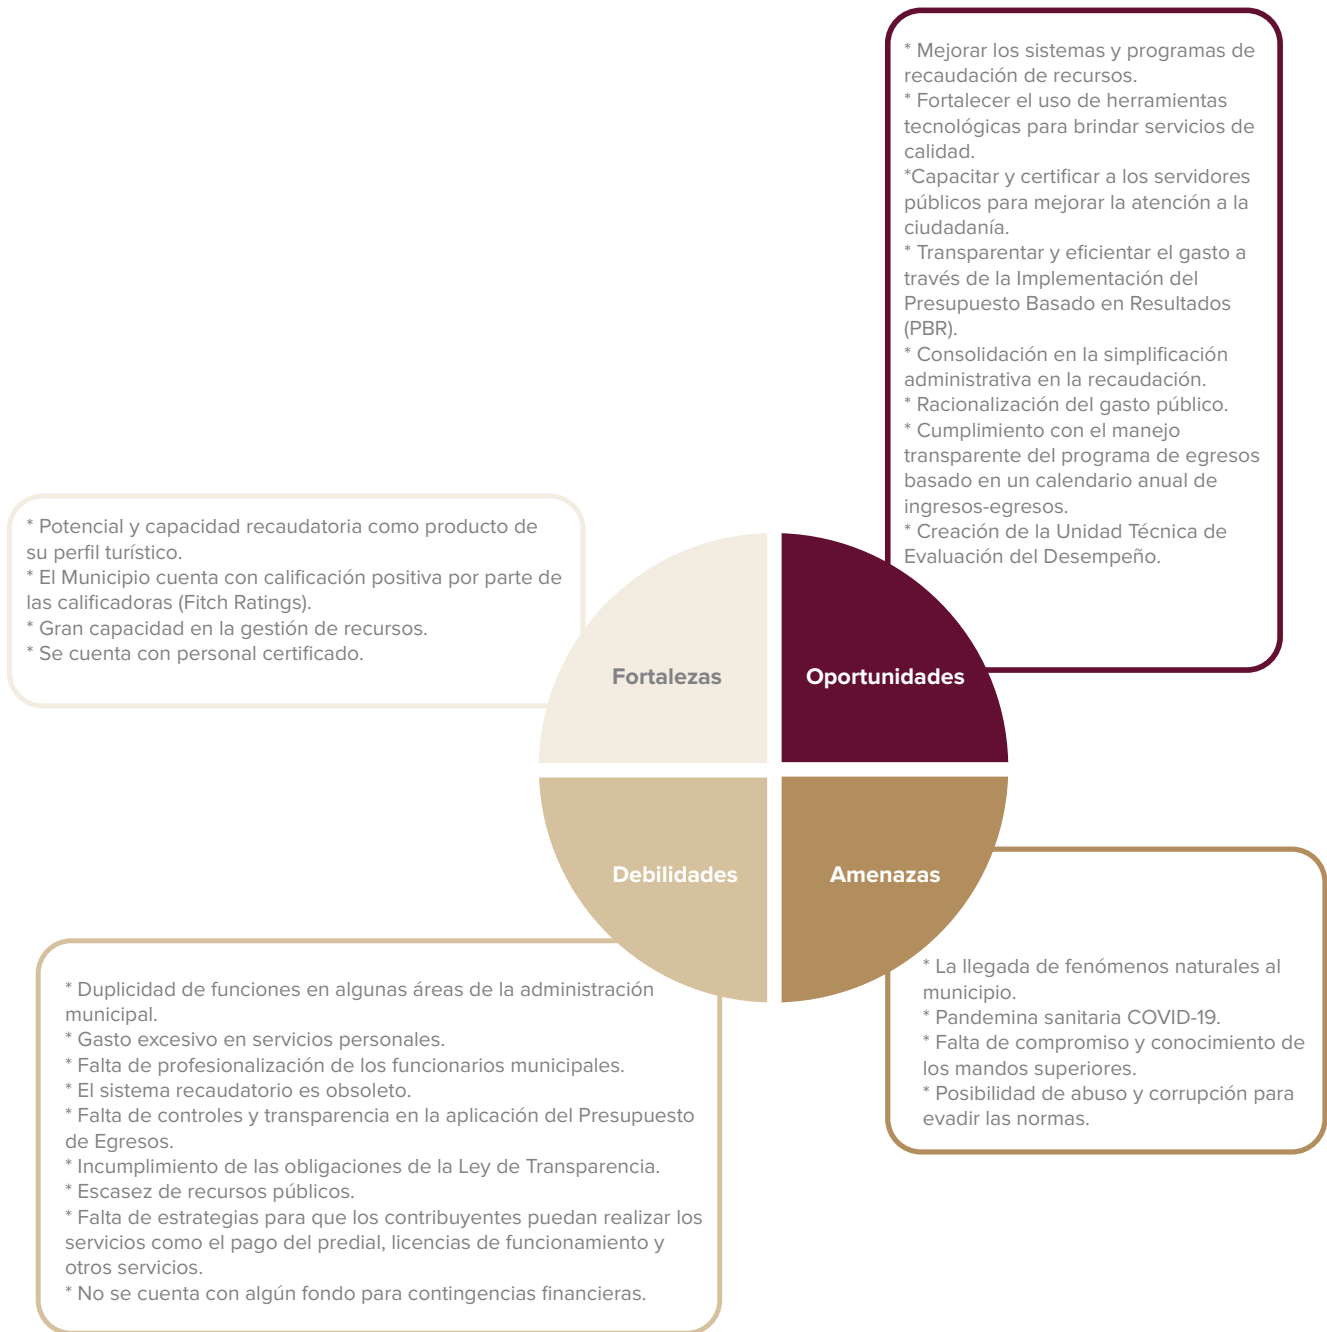 * Mejorar los sistemas y programas de
recaudación de recursos.
* Fortalecer el uso de herramientas
tecnológicas para brindar servicios de
calidad.
*Capacitar y certificar a los servidores
públicos para mejorar la atención a la
ciudadanía.
* Transparentar y eficientar el gasto a
través de la Implementación del
Presupuesto Basado en Resultados
(PBR).
* Consolidación en la simplificación
administrativa en la recaudación.
* Racionalización del gasto público.
* Cumplimiento con el manejo
transparente del programa de egresos
basado en un calendario anual de
ingresos-egresos.
* Creación de la Unidad Técnica de
Evaluación del Desempeño.
* Potencial y capacidad recaudatoria como producto de
su perfil turístico.
* El Municipio cuenta con calificación positiva por parte de
las calificadoras (Fitch Ratings).
* Gran capacidad en la gestión de recursos.
* Se cuenta con personal certificado.
Fortalezas
Oportunidades
Debilidades
Amenazas
* Duplicidad de funciones en algunas áreas de la administración
municipal.
* Gasto excesivo en servicios personales.
* Falta de profesionalización de los funcionarios municipales.
* El sistema recaudatorio es obsoleto.
* Falta de controles y transparencia en la aplicación del Presupuesto
de Egresos.
* Incumplimiento de las obligaciones de la Ley de Transparencia.
* Escasez de recursos públicos.
* Falta de estrategias para que los contribuyentes puedan realizar los
servicios como el pago del predial, licencias de funcionamiento y
otros servicios.
* No se cuenta con algún fondo para contingencias financieras.
* La llegada de fenómenos naturales al
municipio.
* Pandemina sanitaria COVID-19.
* Falta de compromiso y conocimiento de
los mandos superiores.
* Posibilidad de abuso y corrupción para
evadir las normas.